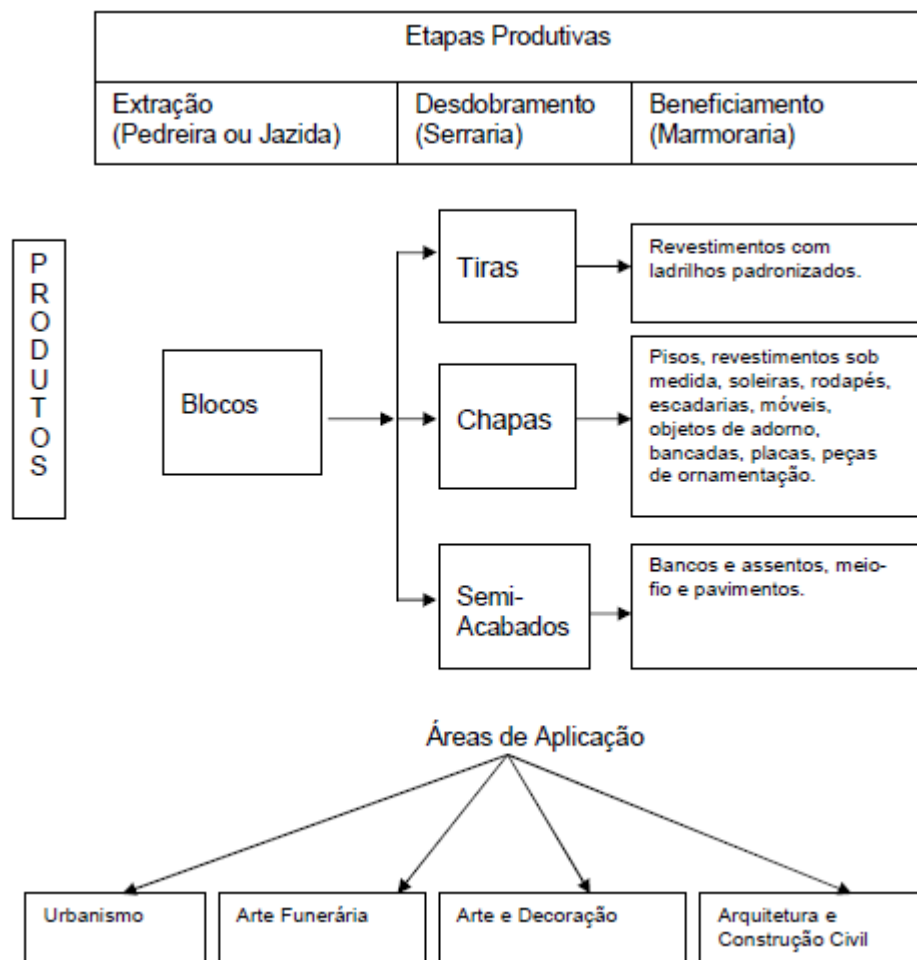 Etapas Produtivas
Extração
(Pedreira ou Jazida)
Desdobramento
(Serraria)
Beneficiamento
(Marmoraria)
PRODUTOS
Blocos
Tiras
Revestimentos com
ladrilhos padronizados.
Chapas
Pisos, revestimentos sob
medida, soleiras, rodapés,
escadarias, móveis,
objetos de adorno,
bancadas, placas, peças
de ornamentação.
Semi-
Acabados
Bancos e assentos, meio-
fio e pavimentos.
Áreas de Aplicação
Urbanismo
Arte Funerária
Arte e Decoração
Arquitetura e
Construção Civil